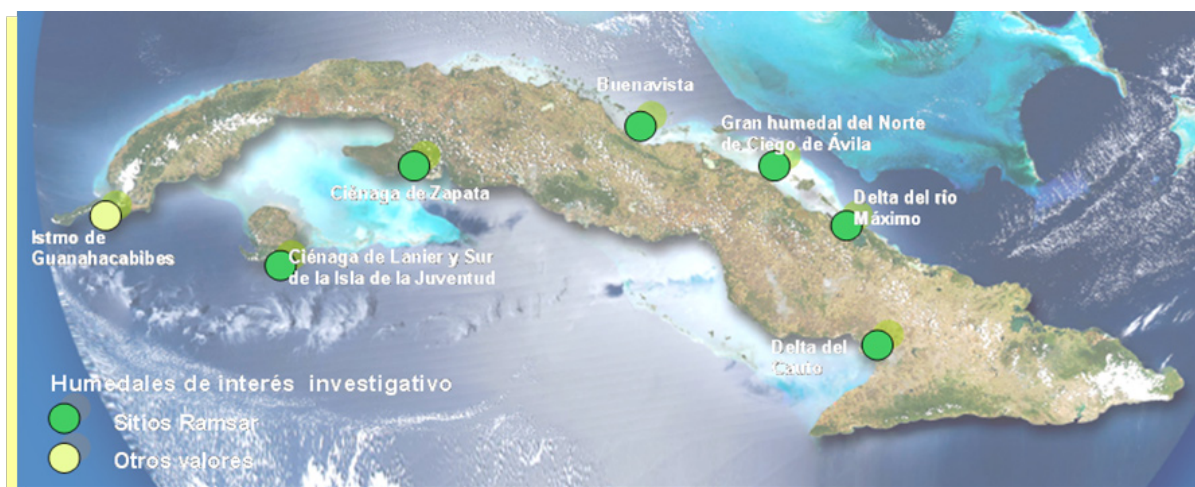 Buenavista
Gran humedal del Norte
de Ciego de Ávila
Ciénaga de Zapata
Delta del río
Máximo
Istmo de
Guanahacabibes
Ciénaga de Lanier y Sur
de la Isla de la Juventud
Delta del
Cauto
Humedales de interés investigativo
Sitios Ramsar
Otros valores